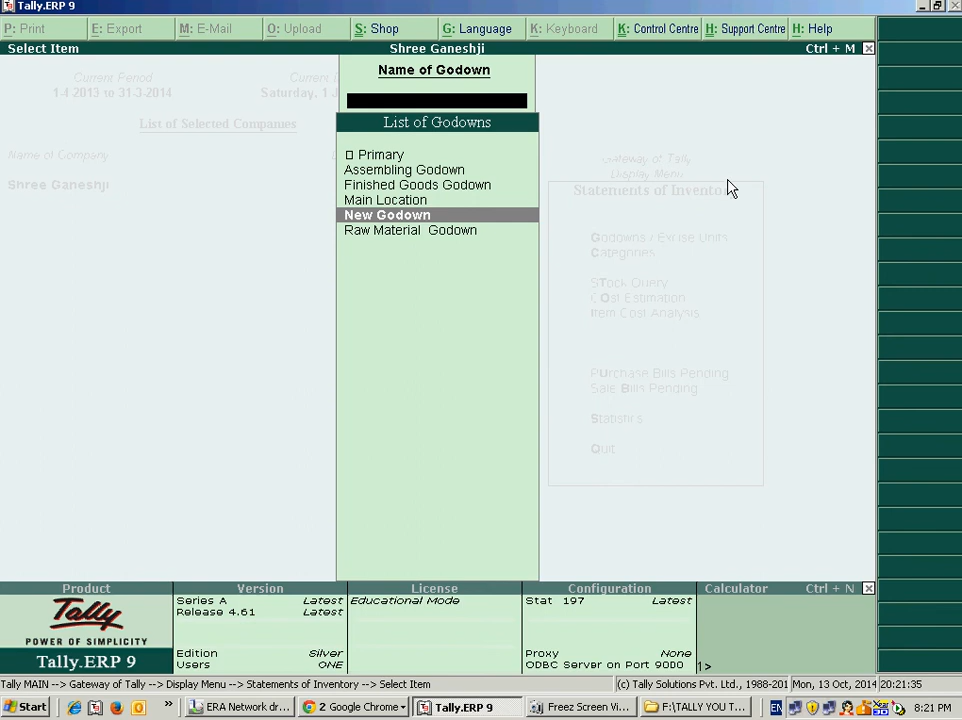 Tally.ERP 9
P: Print E: Export M: E-Mail O: Upload S: Shop G: Language K: Keyboard K: Control Centre H: Support Centre H: Help
Select Item Shree Ganeshji Ctrl + M
Name of Godown
Current Period
1-4-2013 to 31-3-2014 Saturday, 1
List of Selected Companies
Name of Company
Shree Ganeshji
List of Godowns
Primary
Assembling Godown
Finished Goods Godown
Main Location
New Godown
Raw Material Godown
Gateway of Tally
Display Menu
Statements of Inventory
Godowns / Excise Units
Categories
STock Query
COst Estimation
Item Cost Analysis
PUrchase Bills Pending
Sale Bills Pending
Statistics
Quit
Product Version License Configuration Calculator Ctrl + N
Tally
POWER OF SIMPLICITY
Tally.ERP 9
Series A Latest
Release 4.61 Latest
Edition Silver
Users ONE
Educational Mode
Stat 197 Latest
Proxy None
ODBC Server on Port 9000
1>
Tally MAIN --> Gateway of Tally --> Display Menu --> Statements of Inventory --> Select Item (c) Tally Solutions Pvt. Ltd., 1988-201 Mon, 13 Oct, 2014 20:21:35
Start » ERA Network dr... 2 Google Chrome Tally.ERP 9 Freez Screen Vi... F:\TALLY YOU T... EN 8:21 PM